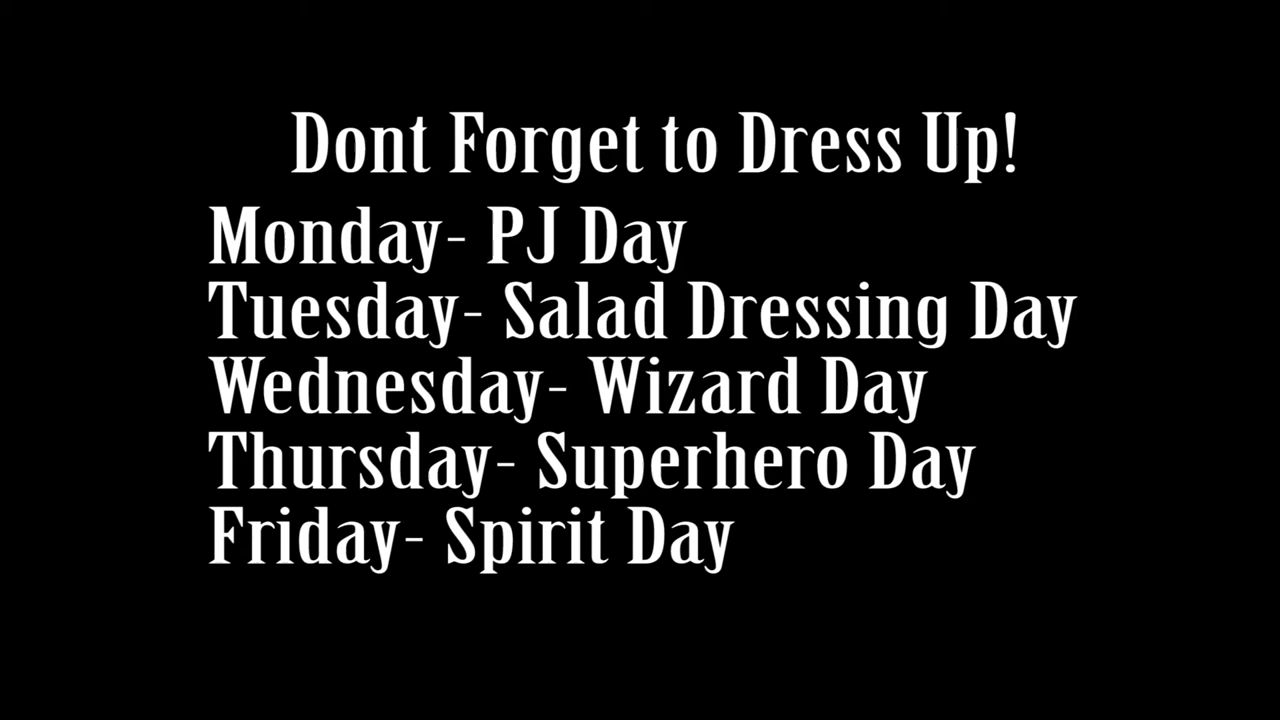 Dont Forget to Dress Up!
Monday- PJ Day
Tuesday- Salad Dressing Day
Wednesday- Wizard Day
Thursday- Superhero Day
Friday- Spirit Day